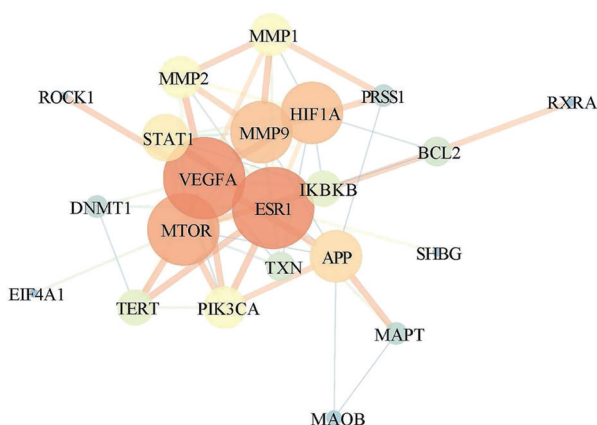 MMP1
MMP2
ROCK1
PRSS1
RXRA
HIF1A
STAT1
MMP9
BCL2
VEGFA
IKBKB
DNMT1
ESR1
MTOR
APP
SHBG
TXN
EIF4A1
TERT
PIK3CA
MAPT
MAOB